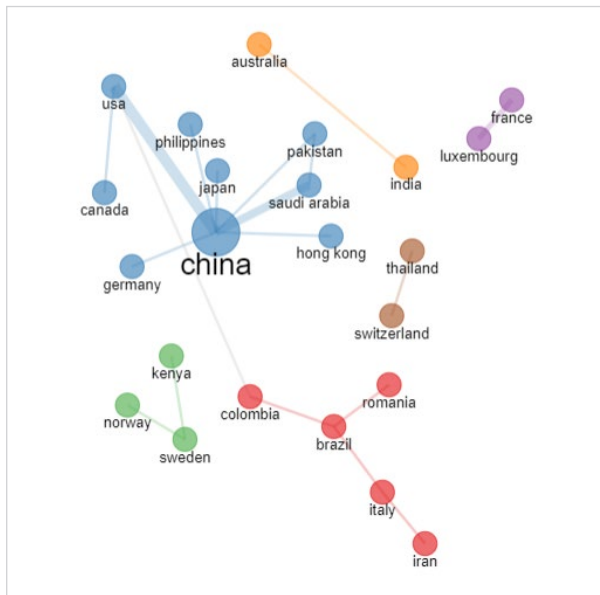 australia
usa
france
philippines
pakistan
luxembourg
japan
india
saudi arabia
canada
hong kong
china
thailand
germany
switzerland
kenya
romania
colombia
norway
brazil
sweden
italy
iran